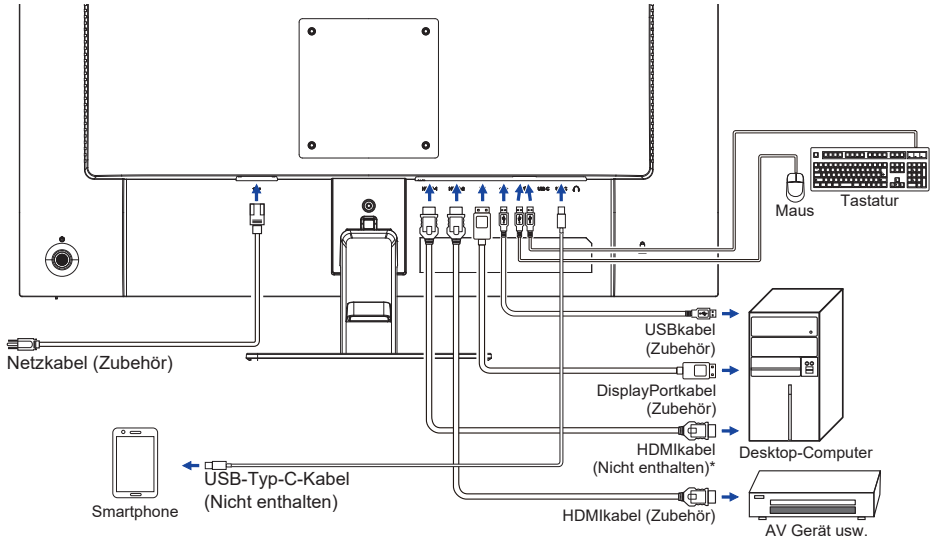 Maus
Tastatur
USBkabel
(Zubehör)
Netzkabel (Zubehör)
DisplayPortkabel
(Zubehör)
HDMIkabel
(Nicht enthalten)*
Desktop-Computer
USB-Typ-C-Kabel
(Nicht enthalten)
Smartphone
HDMIkabel (Zubehör)
AV Gerät usw.